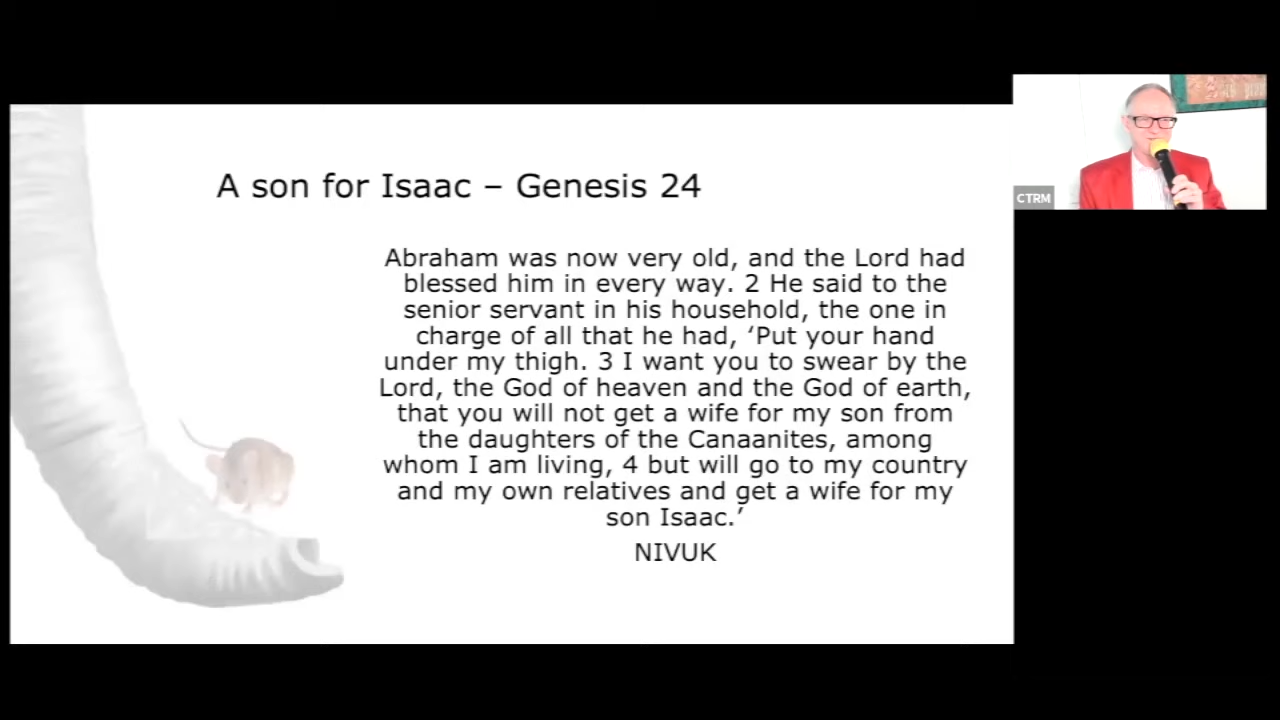 A son for Isaac – Genesis 24
Abraham was now very old, and the Lord had
blessed him in every way. 2 He said to the
senior servant in his household, the one in
charge of all that he had, ‘Put your hand
under my thigh. 3 I want you to swear by the
Lord, the God of heaven and the God of earth,
that you will not get a wife for my son from
the daughters of the Canaanites, among
whom I am living, 4 but will go to my country
and my own relatives and get a wife for my
son Isaac.’
NIVUK
CTRM